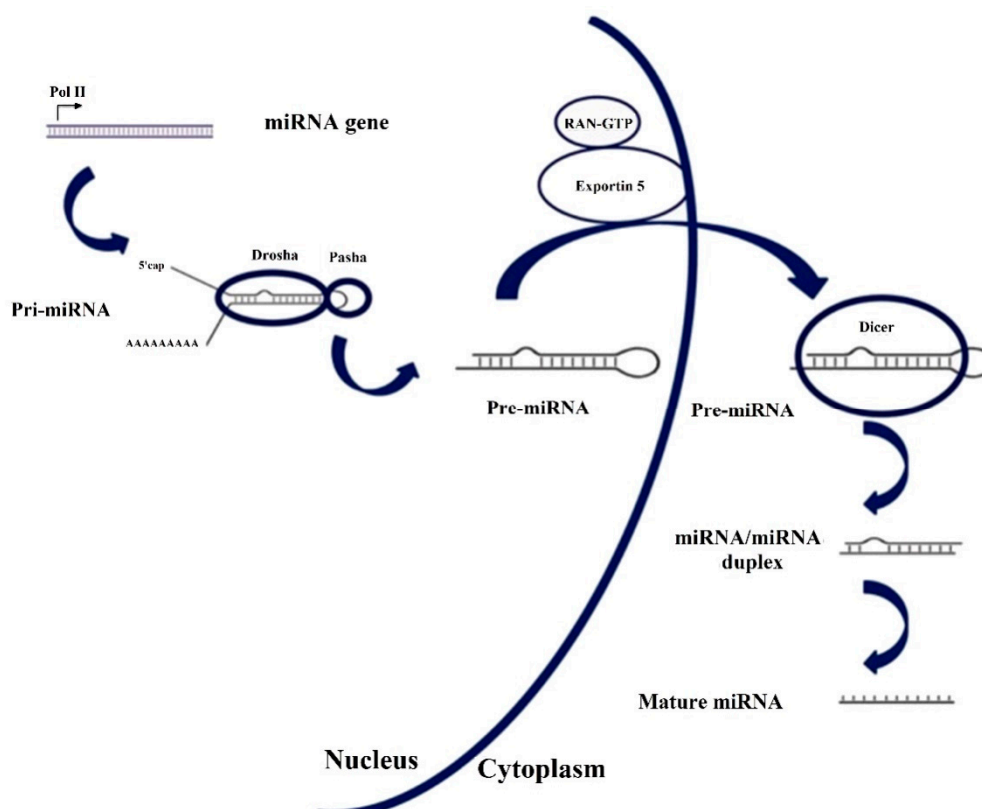 Pol II
miRNA gene
RAN-GTP
Exportin 5
5'cap
Drosha
Pasha
Pri-miRNA
AAAAAAAAA
Dicer
Pre-miRNA
Pre-miRNA
miRNA/miRNA
duplex
Mature miRNA
Nucleus
Cytoplasm